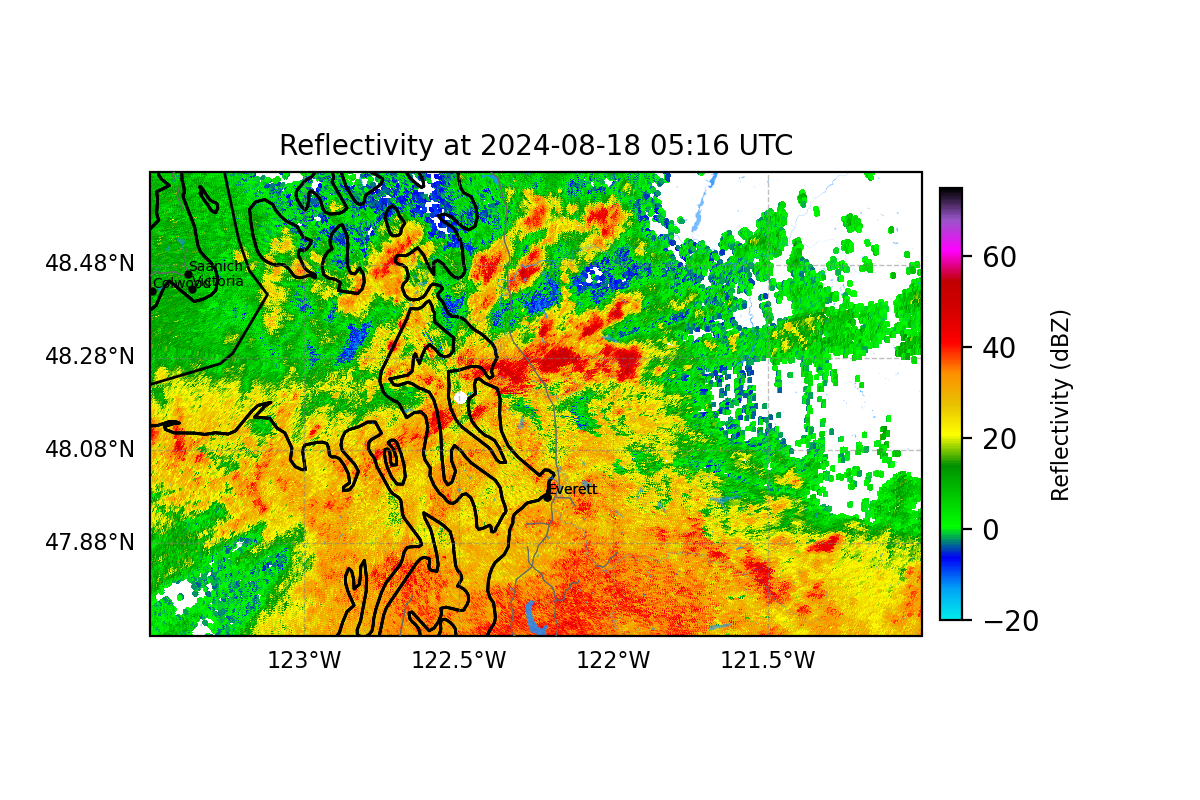 Reflectivity at 2024-08-18 05:16 UTC
48.48°N
48.28°N
48.08°N
47.88°N
123°W
122.5°W
122°W
121.5°W
Saanich
Victoria
Colwood
Everett
60
40
20
0
−20
Reflectivity (dBZ)